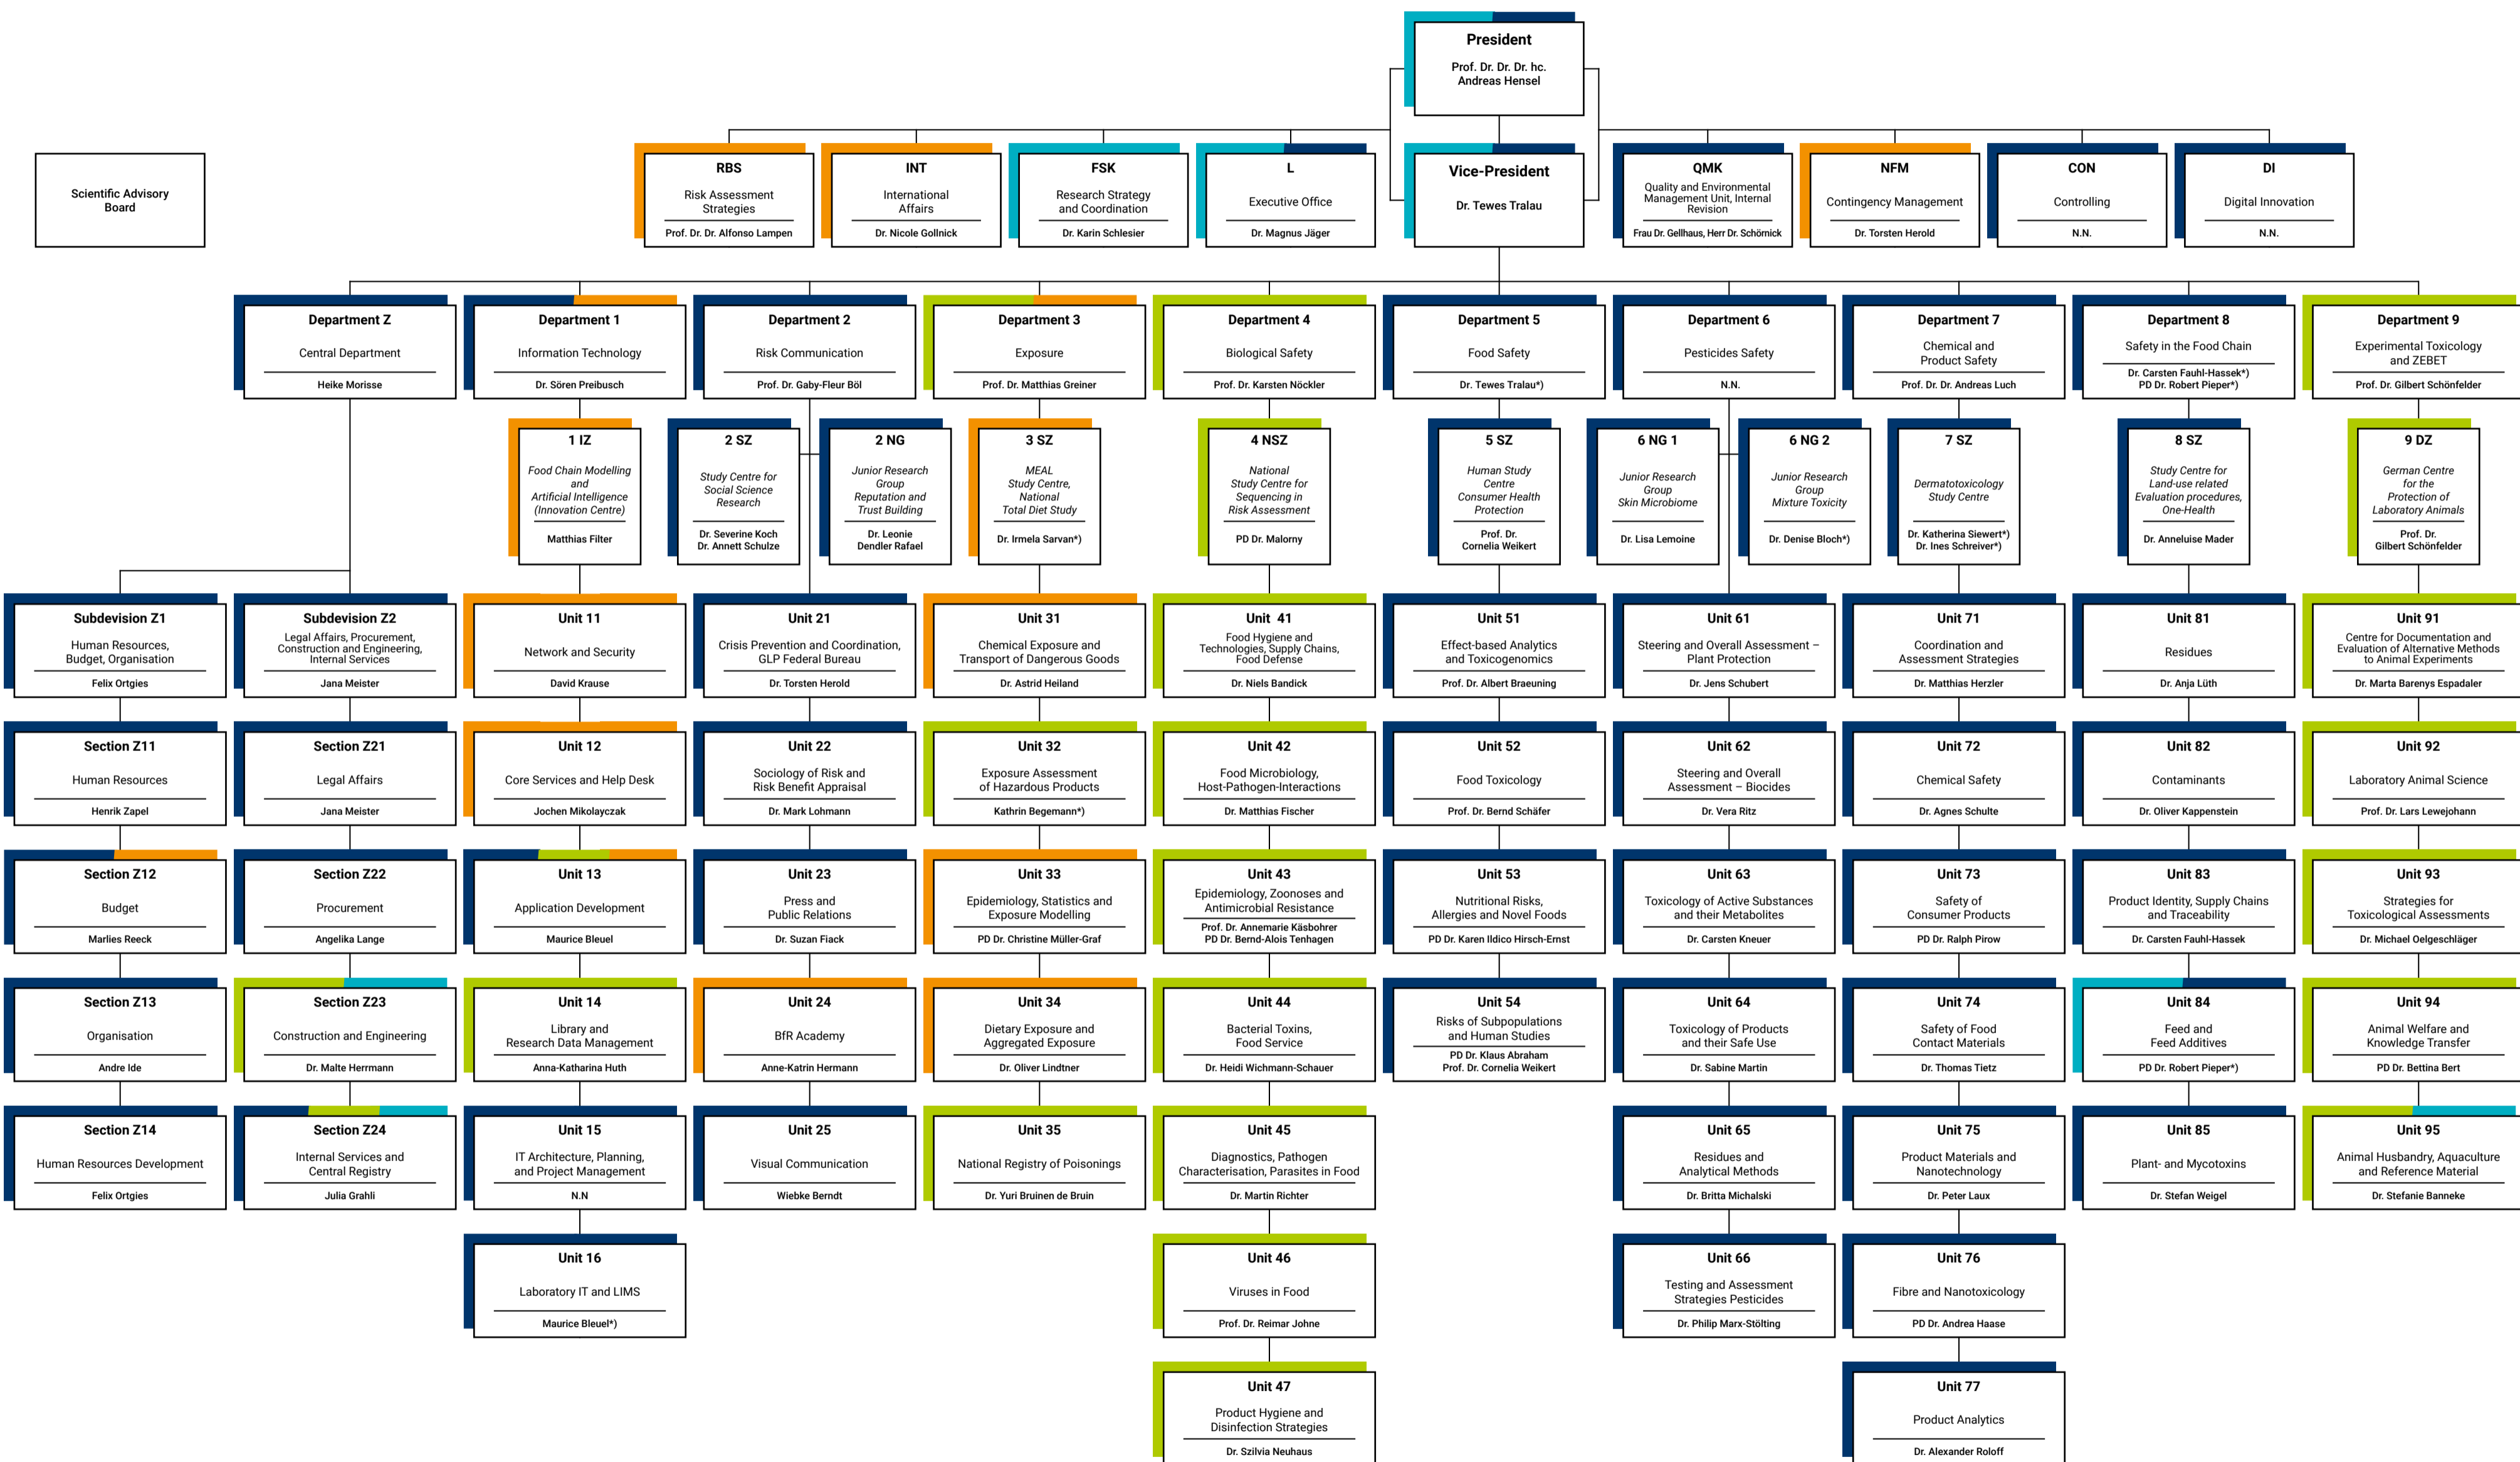 President
Prof. Dr. Dr. Dr. hc.
Andreas Hensel
Scientific Advisory
Board
RBS
Risk Assessment
Strategies
Prof. Dr. Dr. Alfonso Lampen
INT
International
Affairs
Dr. Nicole Gollnick
FSK
Research Strategy
and Coordination
Dr. Karin Schlesier
L
Executive Office
Dr. Magnus Jäger
Vice-President
Dr. Tewes Tralau
QMK
Quality and Environmental
Management Unit, Internal
Revision
Frau Dr. Gellhaus, Herr Dr. Schörnick
NFM
Contingency Management
Dr. Torsten Herold
CON
Controlling
N.N.
DI
Digital Innovation
N.N.
Department Z
Central Department
Heike Morisse
Department 1
Information Technology
Dr. Sören Preibusch
Department 2
Risk Communication
Prof. Dr. Gaby-Fleur Böl
Department 3
Exposure
Prof. Dr. Matthias Greiner
Department 4
Biological Safety
Prof. Dr. Karsten Nöckler
Department 5
Food Safety
Dr. Tewes Tralau*)
Department 6
Pesticides Safety
N.N.
Department 7
Chemical and
Product Safety
Prof. Dr. Dr. Andreas Luch
Department 8
Safety in the Food Chain
Dr. Carsten Fauhl-Hassek*)
PD Dr. Robert Pieper*)
Department 9
Experimental Toxicology
and ZEBET
Prof. Dr. Gilbert Schönfelder
1 IZ
Food Chain Modelling
and
Artificial Intelligence
(Innovation Centre)
Matthias Filter
2 SZ
Study Centre for
Social Science
Research
Dr. Severine Koch
Dr. Annett Schulze
2 NG
Junior Research
Group
Reputation and
Trust Building
Dr. Leonie
Dendler Rafael
3 SZ
MEAL
Study Centre,
National
Total Diet Study
Dr. Irmela Sarvan*)
4 NSZ
National
Study Centre for
Sequencing in
Risk Assessment
PD Dr. Malorny
5 SZ
Human Study
Centre
Consumer Health
Protection
Prof. Dr.
Cornelia Weikert
6 NG 1
Junior Research
Group
Skin Microbiome
Dr. Lisa Lemoine
6 NG 2
Junior Research
Group
Mixture Toxicity
Dr. Denise Bloch*)
7 SZ
Dermatotoxicology
Study Centre
Dr. Katherina Siewert*)
Dr. Ines Schreiver*)
8 SZ
Study Centre for
Land-use related
Evaluation procedures,
One-Health
Dr. Anneluise Mader
9 DZ
German Centre
for the
Protection of
Laboratory Animals
Prof. Dr.
Gilbert Schönfelder
Subdevision Z1
Human Resources,
Budget, Organisation
Felix Ortgies
Subdevision Z2
Legal Affairs, Procurement,
Construction and Engineering,
Internal Services
Jana Meister
Unit 11
Network and Security
David Krause
Unit 21
Crisis Prevention and Coordination,
GLP Federal Bureau
Dr. Torsten Herold
Unit 31
Chemical Exposure and
Transport of Dangerous Goods
Dr. Astrid Heiland
Unit 41
Food Hygiene and
Technologies, Supply Chains,
Food Defense
Dr. Niels Bandick
Unit 51
Effect-based Analytics
and Toxicogenomics
Prof. Dr. Albert Braeuning
Unit 61
Steering and Overall Assessment –
Plant Protection
Dr. Jens Schubert
Unit 71
Coordination and
Assessment Strategies
Dr. Matthias Herzler
Unit 81
Residues
Dr. Anja Lüth
Unit 91
Centre for Documentation and
Evaluation of Alternative Methods
to Animal Experiments
Dr. Marta Barenys Espadaler
Section Z11
Human Resources
Henrik Zapel
Section Z21
Legal Affairs
Jana Meister
Unit 12
Core Services and Help Desk
Jochen Mikolayczak
Unit 22
Sociology of Risk and
Risk Benefit Appraisal
Dr. Mark Lohmann
Unit 32
Exposure Assessment
of Hazardous Products
Kathrin Begemann*)
Unit 42
Food Microbiology,
Host-Pathogen-Interactions
Dr. Matthias Fischer
Unit 52
Food Toxicology
Prof. Dr. Bernd Schäfer
Unit 62
Steering and Overall
Assessment – Biocides
Dr. Vera Ritz
Unit 72
Chemical Safety
Dr. Agnes Schulte
Unit 82
Contaminants
Dr. Oliver Kappenstein
Unit 92
Laboratory Animal Science
Prof. Dr. Lars Lewejohann
Section Z12
Budget
Marlies Reeck
Section Z22
Procurement
Angelika Lange
Unit 13
Application Development
Maurice Bleuel
Unit 23
Press and
Public Relations
Dr. Suzan Fiack
Unit 33
Epidemiology, Statistics and
Exposure Modelling
PD Dr. Christine Müller-Graf
Unit 43
Epidemiology, Zoonoses and
Antimicrobial Resistance
Prof. Dr. Annemarie Käsbohrer
PD Dr. Bernd-Alois Tenhagen
Unit 53
Nutritional Risks,
Allergies and Novel Foods
PD Dr. Karen Ildico Hirsch-Ernst
Unit 63
Toxicology of Active Substances
and their Metabolites
Dr. Carsten Kneuer
Unit 73
Safety of
Consumer Products
PD Dr. Ralph Pirow
Unit 83
Product Identity, Supply Chains
and Traceability
Dr. Carsten Fauhl-Hassek
Unit 93
Strategies for
Toxicological Assessments
Dr. Michael Oelgeschläger
Section Z13
Organisation
Andre Ide
Section Z23
Construction and Engineering
Dr. Malte Herrmann
Unit 14
Library and
Research Data Management
Anna-Katharina Huth
Unit 24
BfR Academy
Anne-Katrin Hermann
Unit 34
Dietary Exposure and
Aggregated Exposure
Dr. Oliver Lindtner
Unit 44
Bacterial Toxins,
Food Service
Dr. Heidi Wichmann-Schauer
Unit 54
Risks of Subpopulations
and Human Studies
PD Dr. Klaus Abraham
Prof. Dr. Cornelia Weikert
Unit 64
Toxicology of Products
and their Safe Use
Dr. Sabine Martin
Unit 74
Safety of Food
Contact Materials
Dr. Thomas Tietz
Unit 84
Feed and
Feed Additives
PD Dr. Robert Pieper*)
Unit 94
Animal Welfare and
Knowledge Transfer
PD Dr. Bettina Bert
Section Z14
Human Resources Development
Felix Ortgies
Section Z24
Internal Services and
Central Registry
Julia Grahli
Unit 15
IT Architecture, Planning,
and Project Management
N.N
Unit 25
Visual Communication
Wiebke Berndt
Unit 35
National Registry of Poisonings
Dr. Yuri Bruinen de Bruin
Unit 45
Diagnostics, Pathogen
Characterisation, Parasites in Food
Dr. Martin Richter
Unit 65
Residues and
Analytical Methods
Dr. Britta Michalski
Unit 75
Product Materials and
Nanotechnology
Dr. Peter Laux
Unit 85
Plant- and Mycotoxins
Dr. Stefan Weigel
Unit 95
Animal Husbandry, Aquaculture
and Reference Material
Dr. Stefanie Banneke
Unit 16
Laboratory IT and LIMS
Maurice Bleuel*)
Unit 46
Viruses in Food
Prof. Dr. Reimar Johne
Unit 66
Testing and Assessment
Strategies Pesticides
Dr. Philip Marx-Stölting
Unit 76
Fibre and Nanotoxicology
PD Dr. Andrea Haase
Unit 47
Product Hygiene and
Disinfection Strategies
Dr. Szilvia Neuhaus
Unit 77
Product Analytics
Dr. Alexander Roloff